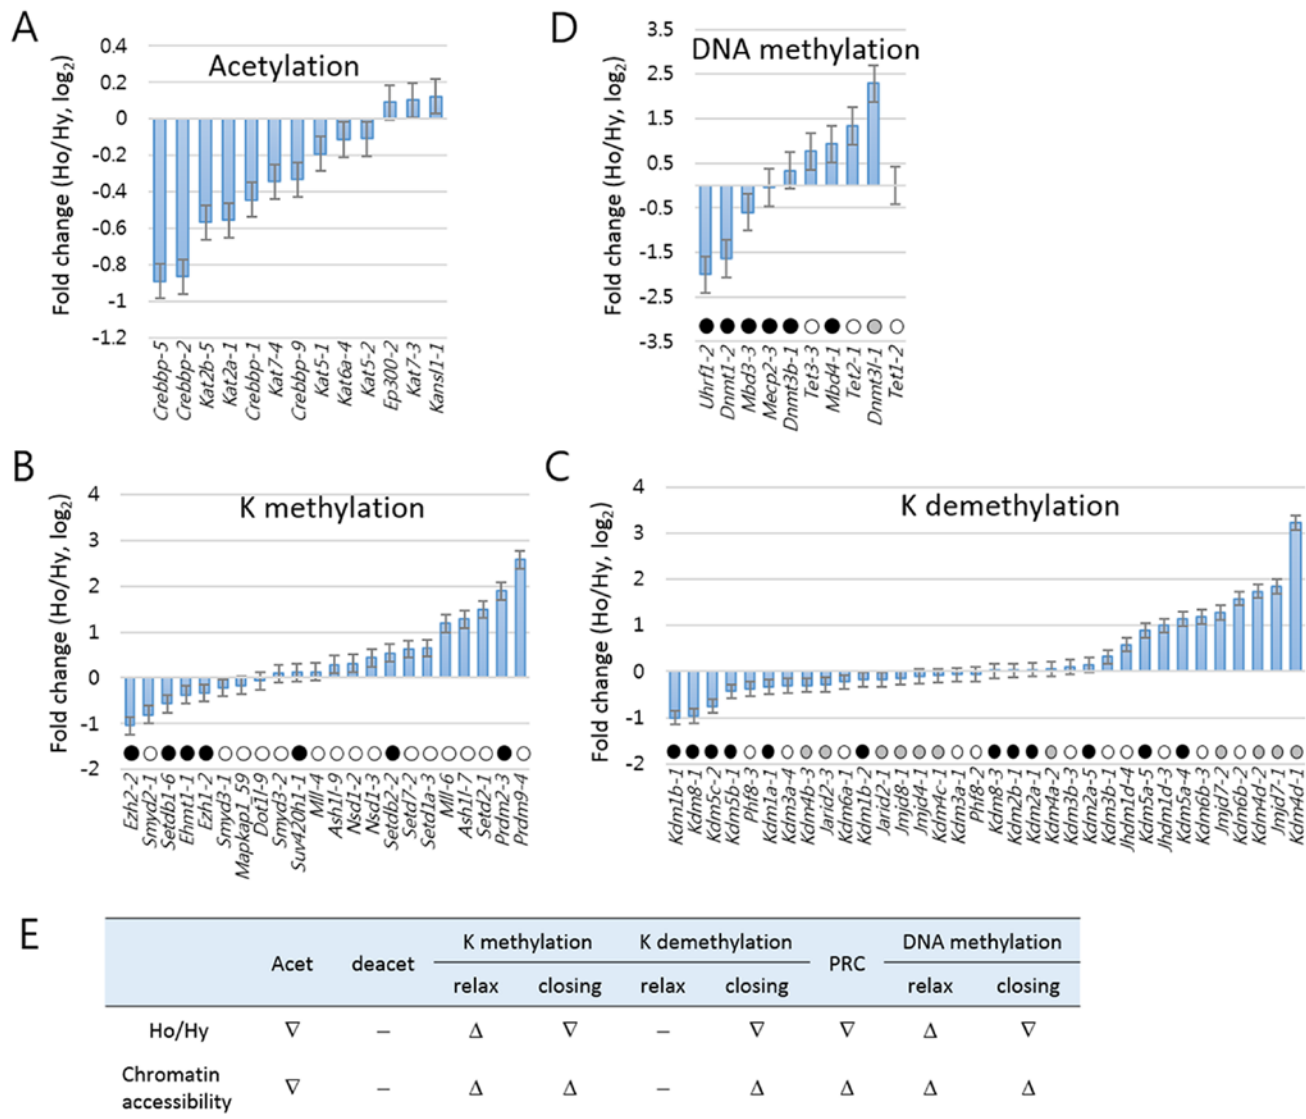 A
Acetylation
Fold change (Ho/Hy, log2)
0.4
0.2
0
-0.2
-0.4
-0.6
-0.8
-1
-1.2
Crebbp-5
Crebbp-2
Kat2b-5
Kat2a-1
Crebbp-1
Kat7-4
Crebbp-9
Kat5-1
Kat6a-4
Kat5-2
Ep300-2
Kat7-3
Kansl1-1
D
DNA methylation
Fold change (Ho/Hy, log2)
3.5
2.5
1.5
0.5
-0.5
-1.5
-2.5
-3.5
Uhrf1-2
Dnmt1-2
Mbd3-3
Mecp2-3
Dnmt3b-1
Tet3-3
Mbd4-1
Tet2-1
Dnmt3l-1
Tet1-2
B
K methylation
Fold change (Ho/Hy, log2)
4
3
2
1
0
-1
-2
Ezh2-2
Smyd2-1
Setdb1-6
Ehmt1-1
Ezh1-2
Smyd3-1
Mapkap1_59
Dot1l-9
Smyd3-2
Suv420h1-1
Mll-4
Ash1l-9
Nsd1-2
Nsd1-3
Setdb2-2
Setd7-2
Setd1a-3
Mll-6
Ash1l-7
Setd2-1
Prdm2-3
Prdm9-4
C
K demethylation
Fold change (Ho/Hy, log2)
4
3
2
1
0
-1
-2
Kdm1b-1
Kdm8-1
Kdm5c-2
Kdm5b-1
Phf8-3
Kdm1a-1
Kdm3a-4
Kdm4b-3
Jarid2-3
Kdm6a-1
Kdm1b-2
Jarid2-1
Jmjd8-1
Jmjd4-1
Kdm4c-1
Kdm3a-1
Phf8-2
Kdm8-3
Kdm2b-1
Kdm2a-1
Kdm4a-2
Kdm3b-3
Kdm2a-5
Kdm3b-1
Jhdm1d-4
Kdm5a-5
Jhdm1d-3
Kdm5a-4
Kdm6b-3
Jmjd7-2
Kdm6b-2
Kdm4d-2
Jmjd7-1
Kdm4d-1
E
Acet deacet K methylation K demethylation PRC DNA methylation
relax closing relax closing relax closing
Ho/Hy ∇ – Δ ∇ – ∇ ∇ Δ ∇
Chromatin
accessibility ∇ – Δ Δ – Δ Δ Δ Δ